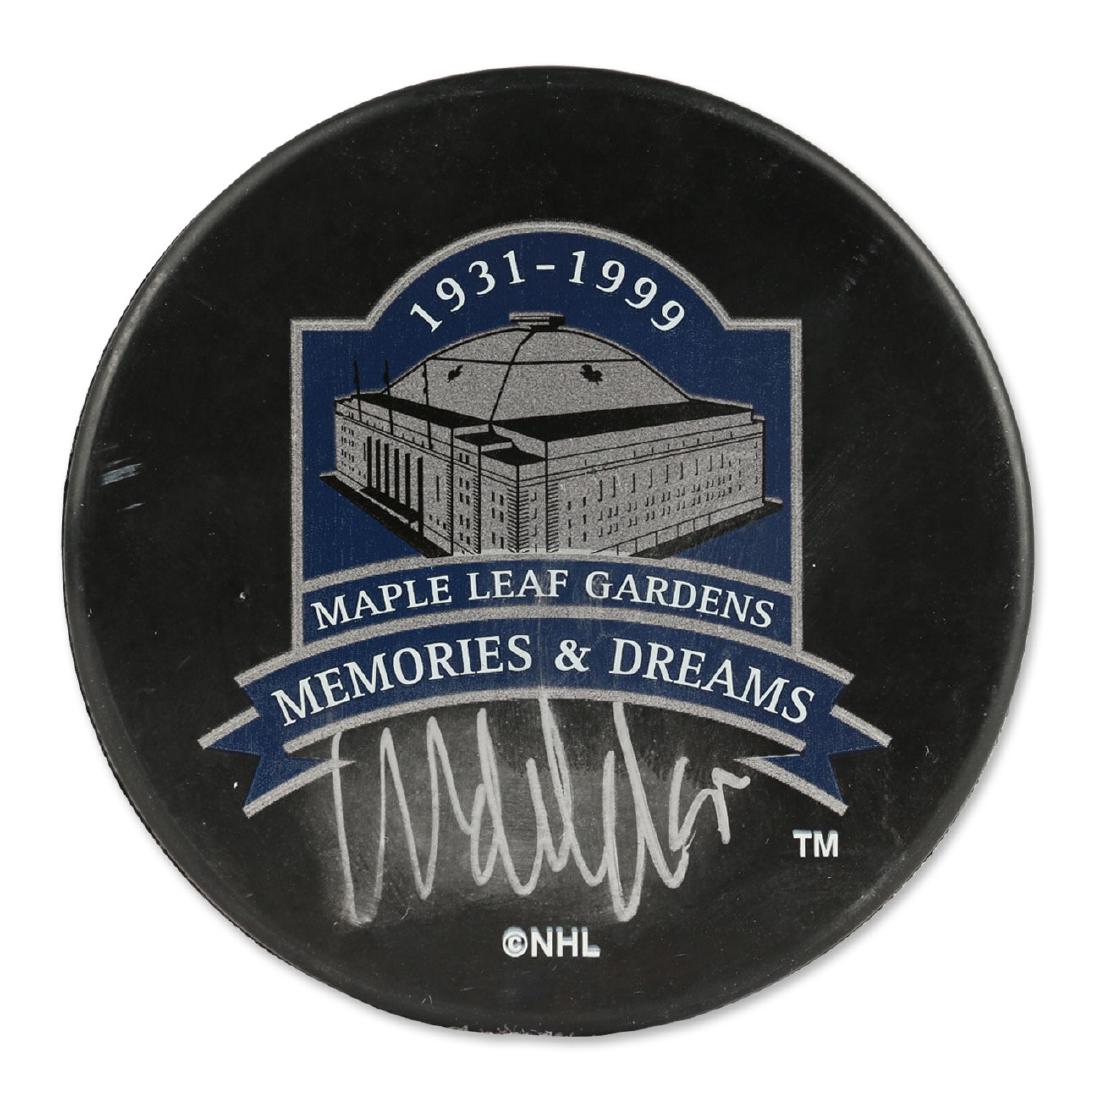 1931-1999
MAPLE LEAF GARDENS
MEMORIES & DREAMS
TM
©NHL